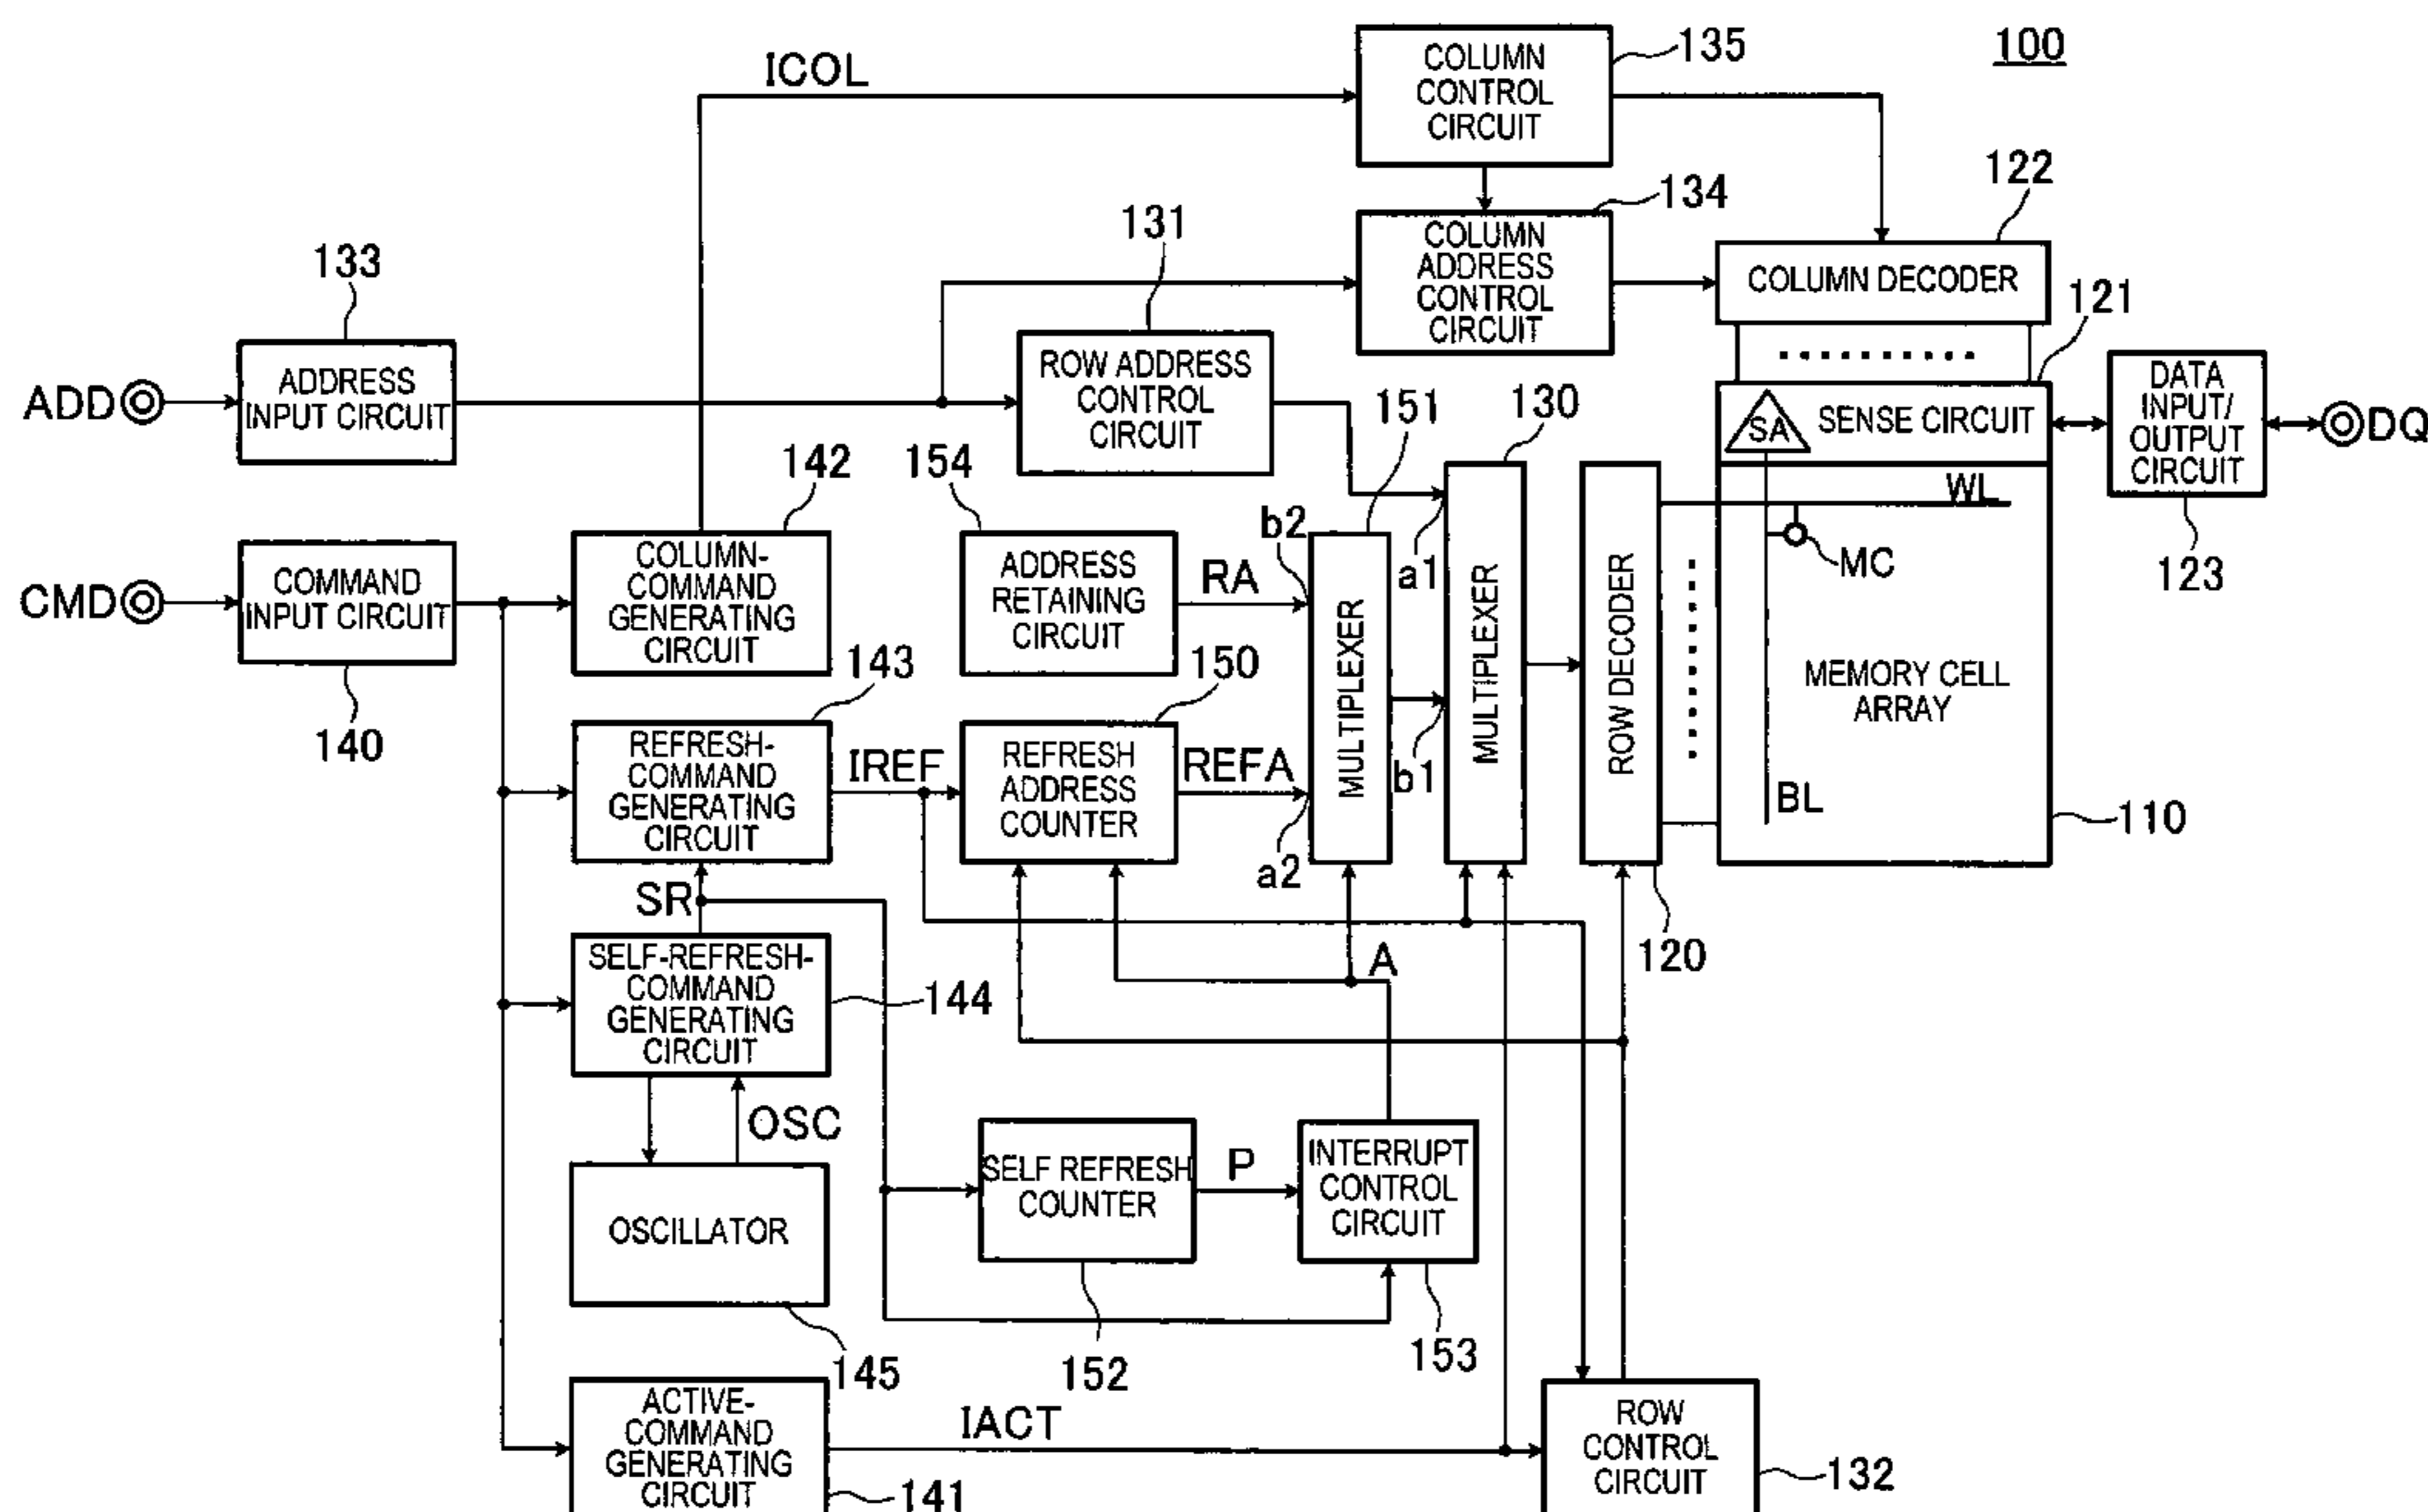 100
ICOL
COLUMN
CONTROL
CIRCUIT
135
122
134
131
COLUMN
ADDRESS
CONTROL
CIRCUIT
133
COLUMN DECODER
121
ADD
ADDRESS
INPUT CIRCUIT
ROW ADDRESS
CONTROL
CIRCUIT
151
130
SA
SENSE CIRCUIT
DATA
INPUT/
OUTPUT
CIRCUIT
DQ
142
154
b2
a1
WL
MC
123
CMD
COMMAND
INPUT CIRCUIT
140
COLUMN-
COMMAND
GENERATING
CIRCUIT
ADDRESS
RETAINING
CIRCUIT
RA
MULTIPLEXER
MULTIPLEXER
ROW DECODER
MEMORY CELL
ARRAY
143
150
REFRESH-
COMMAND
GENERATING
CIRCUIT
IREF
REFRESH
ADDRESS
COUNTER
REFA
b1
a2
BL
110
SR
120
A
SELF-REFRESH-
COMMAND
GENERATING
CIRCUIT
144
OSC
OSCILLATOR
145
SELF REFRESH
COUNTER
152
P
INTERRUPT
CONTROL
CIRCUIT
153
ACTIVE-
COMMAND
GENERATING
CIRCUIT
141
IACT
ROW
CONTROL
CIRCUIT
132